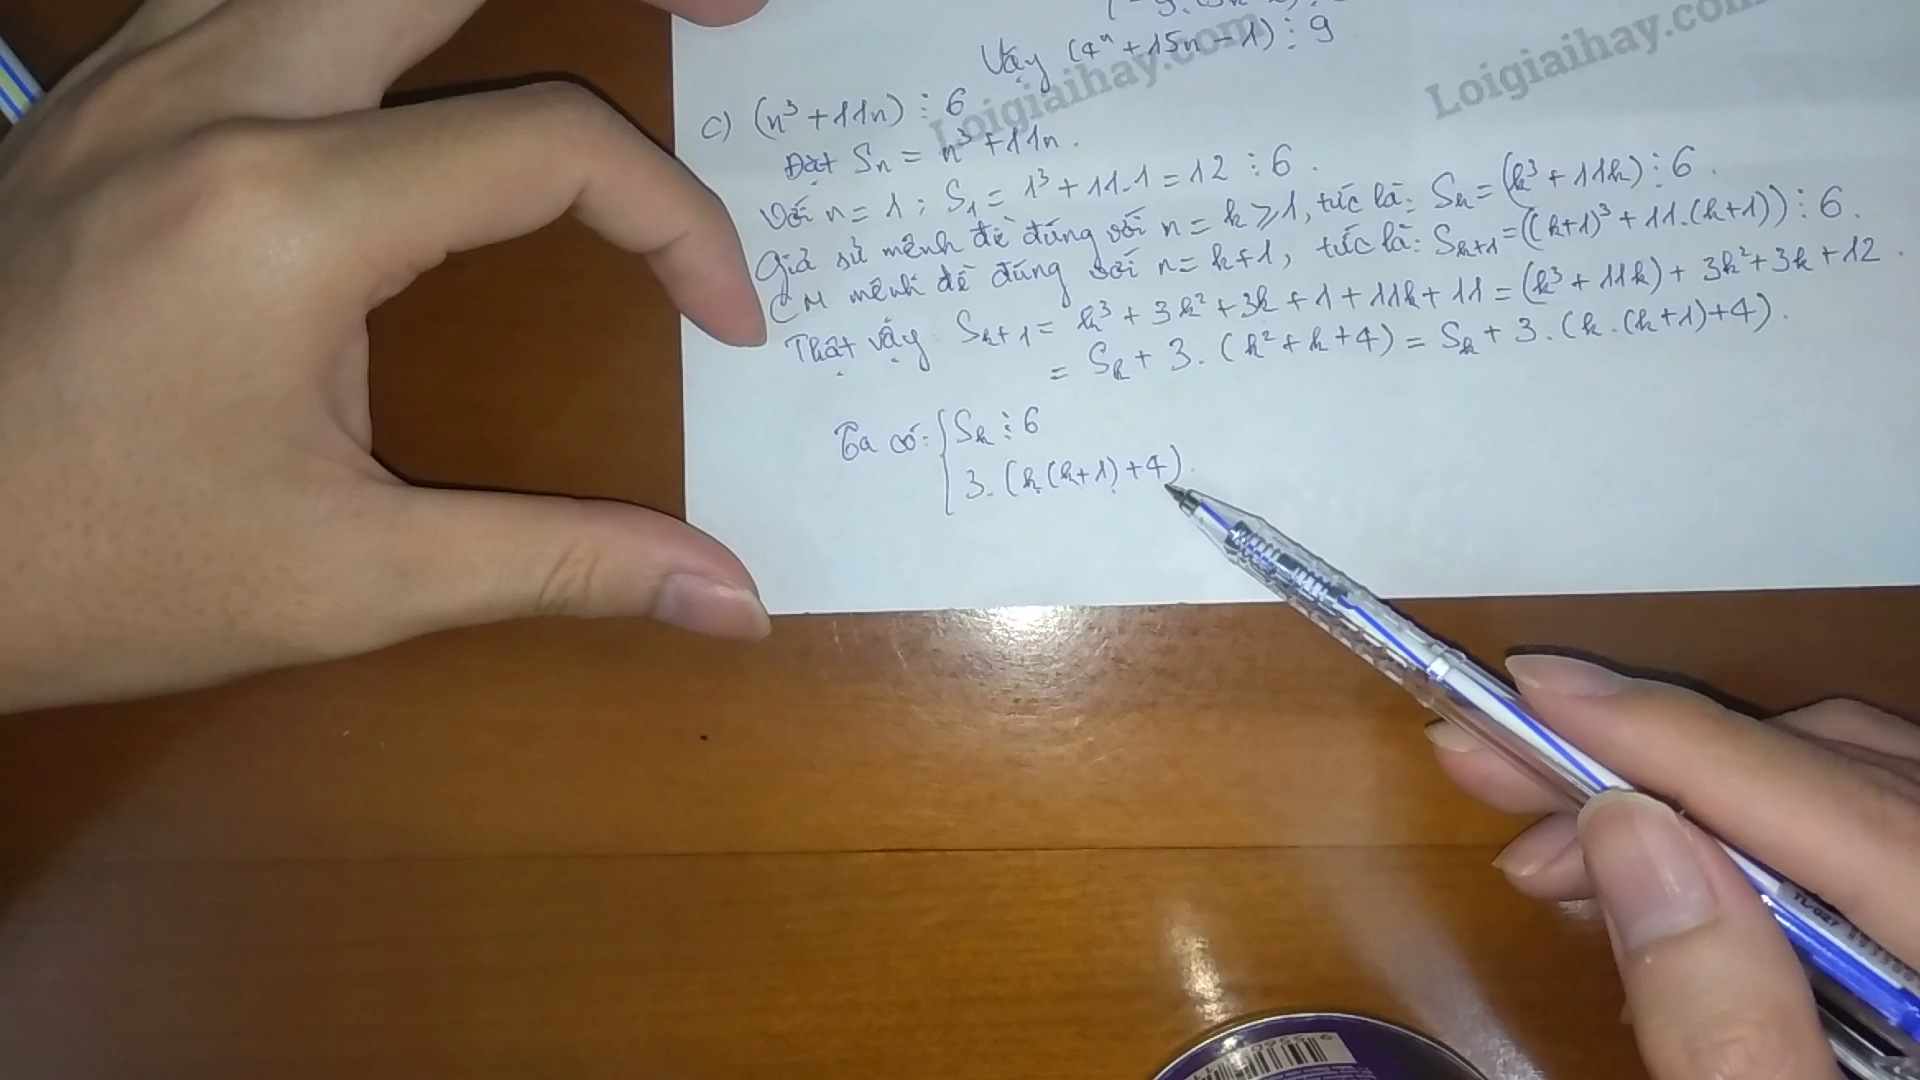 Vậy (4ⁿ + 15n - 1) ⋮ 9
c) (n³ + 11n) ⋮ 6
Đặt Sn = n³ + 11n.
Với n = 1; S₁ = 1³ + 11.1 = 12 ⋮ 6.
Giả sử mệnh đề đúng với n = k ≥ 1, tức là: Sk = (k³ + 11k) ⋮ 6.
CM mệnh đề đúng với n = k+1, tức là: Sk+1 = ((k+1)³ + 11.(k+1)) ⋮ 6.
Thật vậy: Sk+1 = k³ + 3k² + 3k + 1 + 11k + 11 = (k³ + 11k) + 3k² + 3k + 12.
= Sk + 3.(k² + k + 4) = Sk + 3.(k.(k+1)+4).
Ta có: { Sk ⋮ 6
3.(k(k+1)+4).
Loigiaihay.com
Loigiaihay.com
TL-027